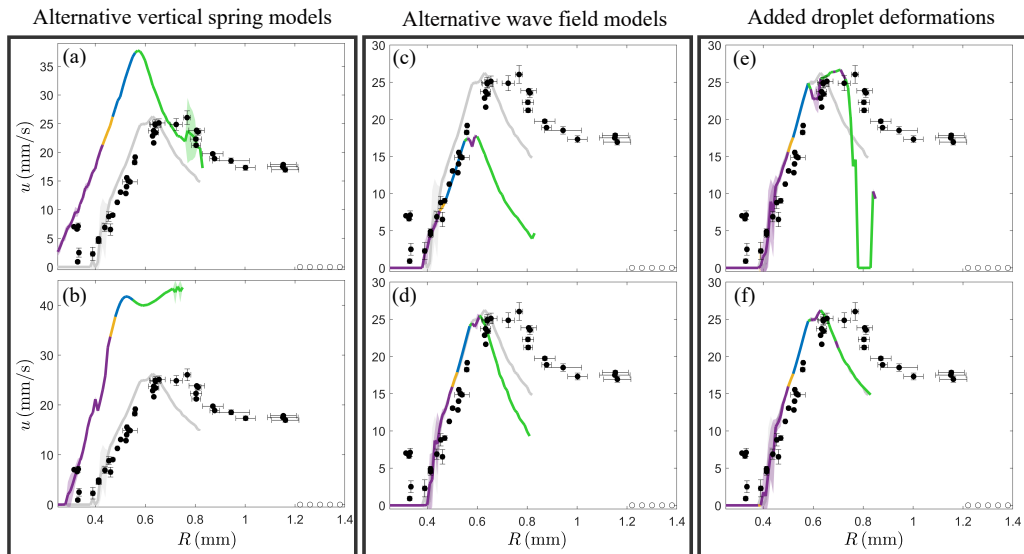 Alternative vertical spring models
Alternative wave field models
Added droplet deformations
(a)
35
30
25
20
15
10
5
0
u (mm/s)
(c)
30
25
20
15
10
5
0
(e)
30
25
20
15
10
5
0
(b)
40
30
20
10
0
u (mm/s)
0.4 0.6 0.8 1 1.2 1.4
R (mm)
(d)
30
25
20
15
10
5
0
0.4 0.6 0.8 1 1.2 1.4
R (mm)
(f)
30
25
20
15
10
5
0
0.4 0.6 0.8 1 1.2 1.4
R (mm)